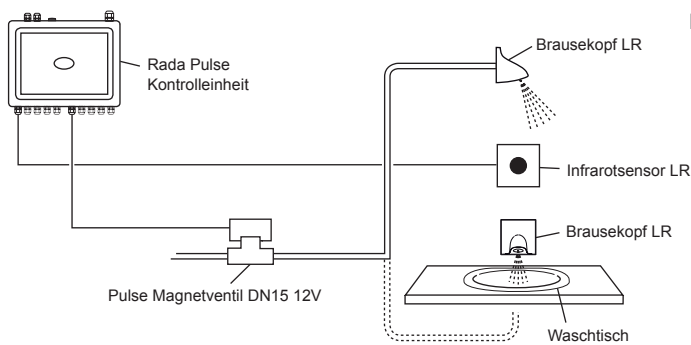 Brausekopf LR
Rada Pulse
Kontrolleinheit
Infrarotsensor LR
Brausekopf LR
Pulse Magnetventil DN15 12V
Waschtisch